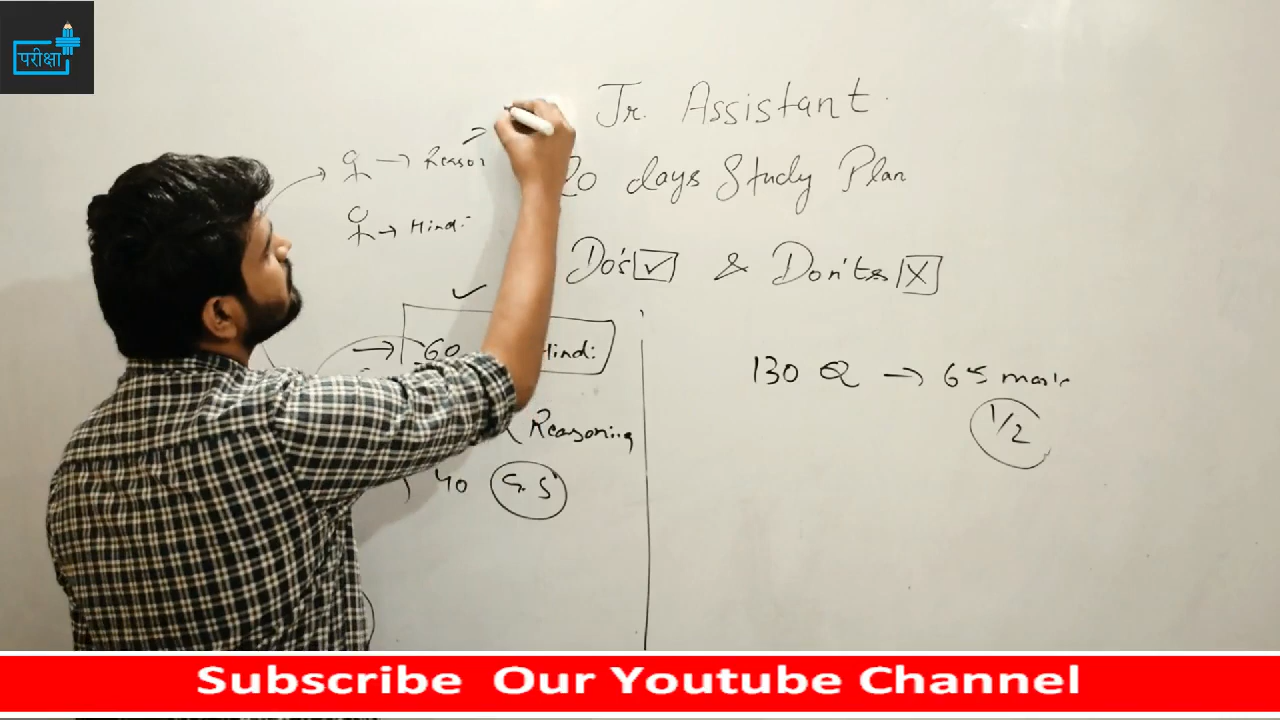 परीक्षा
Jr. Assistant
20 days Study Plan
→ Reason
→ Hindi
Do's ✓ & Don'ts X
✓
→ 60 Hindi
130 Q → 65 mark
1/2
Reasoning
40 G.S
Subscribe Our Youtube Channel